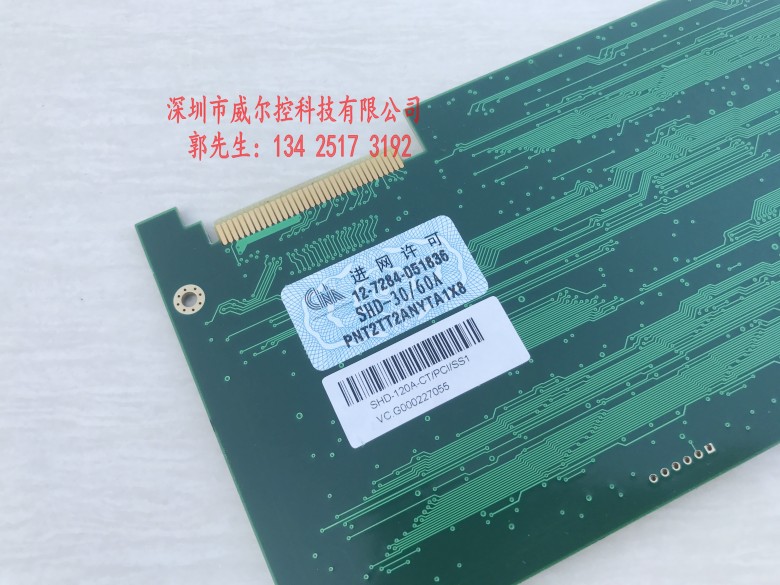 深圳市威尔控科技有限公司
郭先生：134 2517 3192
进网许可
CNA
12-7284-051836
SHD-30/60A
PNT2TT2ANYTA1X8
SHD-120A-CT/PCI/SS1
VC G000227055